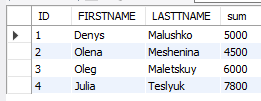 ID FIRSTNAME LASTTNAME sum
1 Denys Malushko 5000
2 Olena Meshenina 4500
3 Oleg Maletskuy 6000
4 Julia Teslyuk 7800